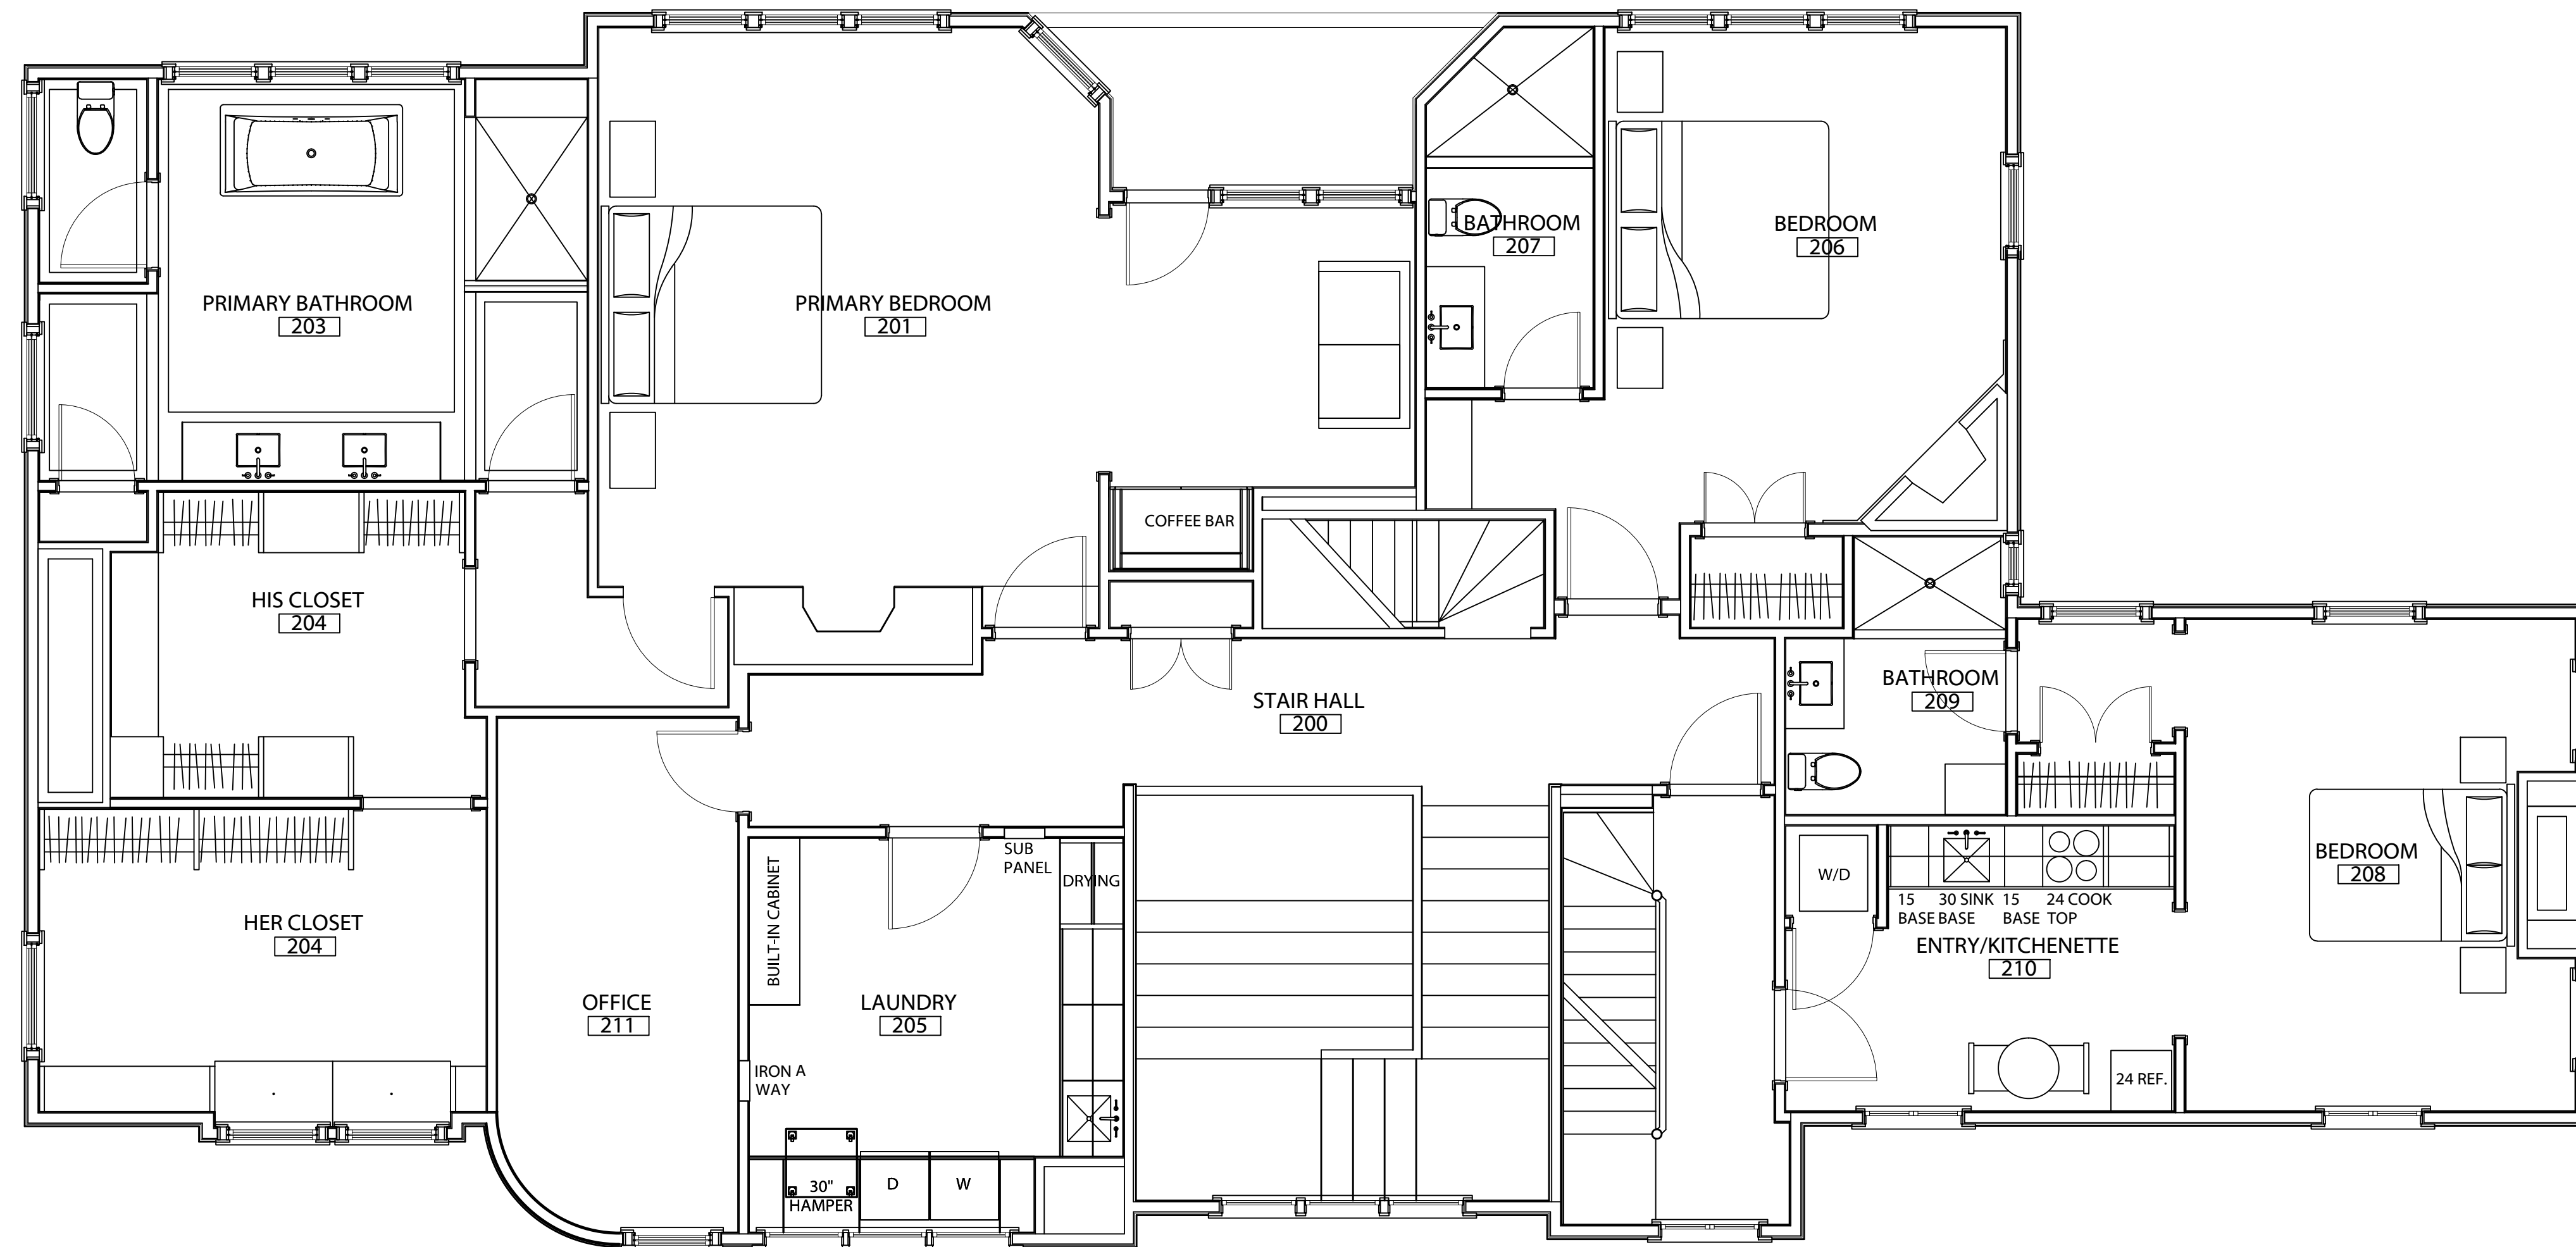 BATHROOM
207
BEDROOM
206
PRIMARY BATHROOM
203
PRIMARY BEDROOM
201
COFFEE BAR
HIS CLOSET
204
STAIR HALL
200
BATHROOM
209
HER CLOSET
204
OFFICE
211
BUILT-IN CABINET
LAUNDRY
205
SUB
PANEL
DRYING
IRON A
WAY
30"
HAMPER
D
W
W/D
15
BASE
30 SINK
BASE
15
BASE
24 COOK
TOP
ENTRY/KITCHENETTE
210
24 REF.
BEDROOM
208